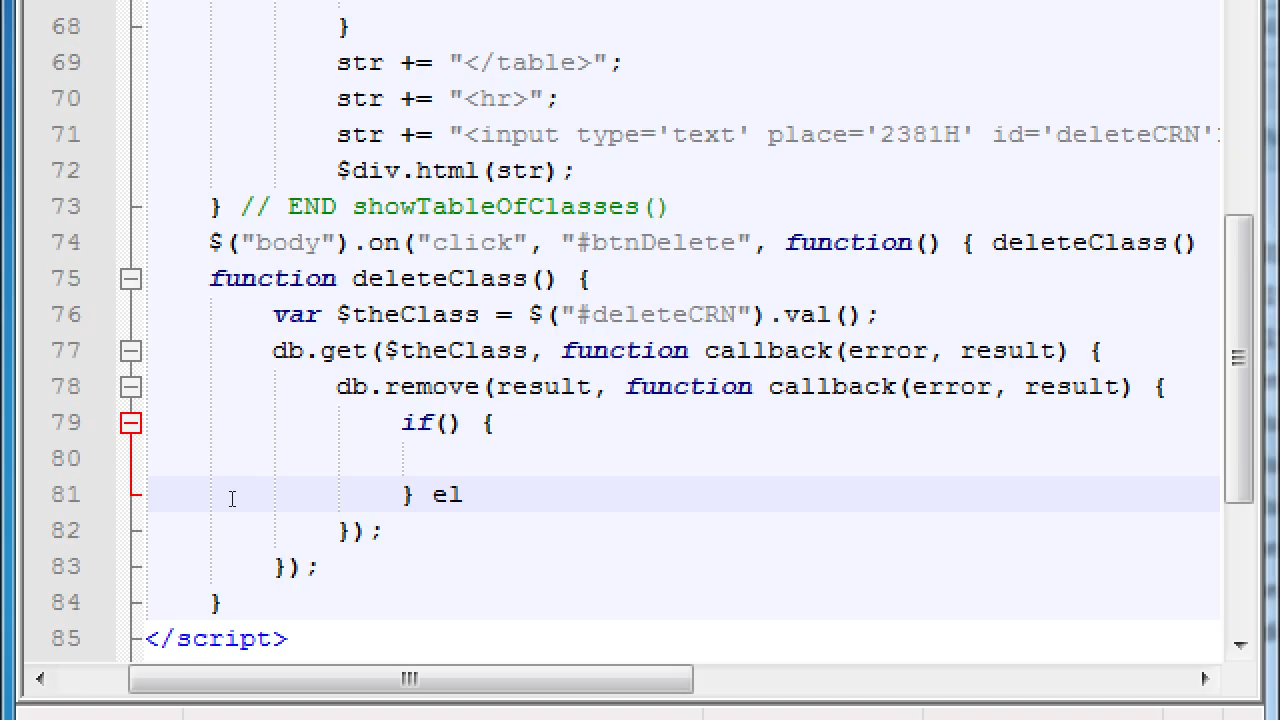 68 }
69 str += "</table>";
70 str += "<hr>";
71 str += "<input type='text' place='2381H' id='deleteCRN'
72 $div.html(str);
73 } // END showTableOfClasses()
74 $("body").on("click", "#btnDelete", function() { deleteClass()
75 function deleteClass() {
76 var $theClass = $("#deleteCRN").val();
77 db.get($theClass, function callback(error, result) {
78 db.remove(result, function callback(error, result) {
79 if() {
80
81 } el
82 });
83 });
84 }
85 </script>